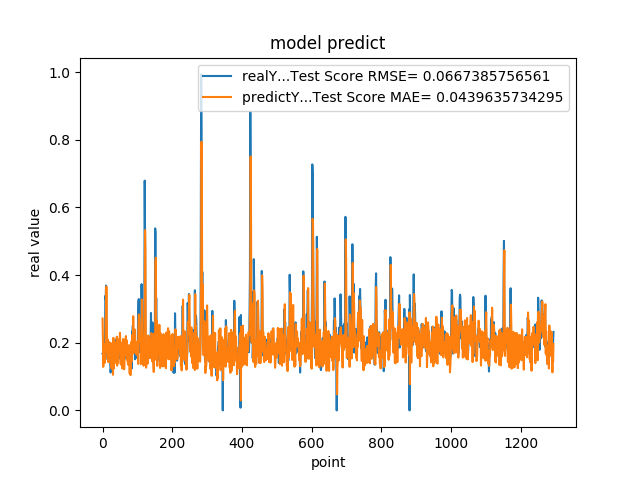 model predict
realY...Test Score RMSE= 0.0667385756561
predictY...Test Score MAE= 0.0439635734295
real value
1.0
0.8
0.6
0.4
0.2
0.0
0 200 400 600 800 1000 1200
point